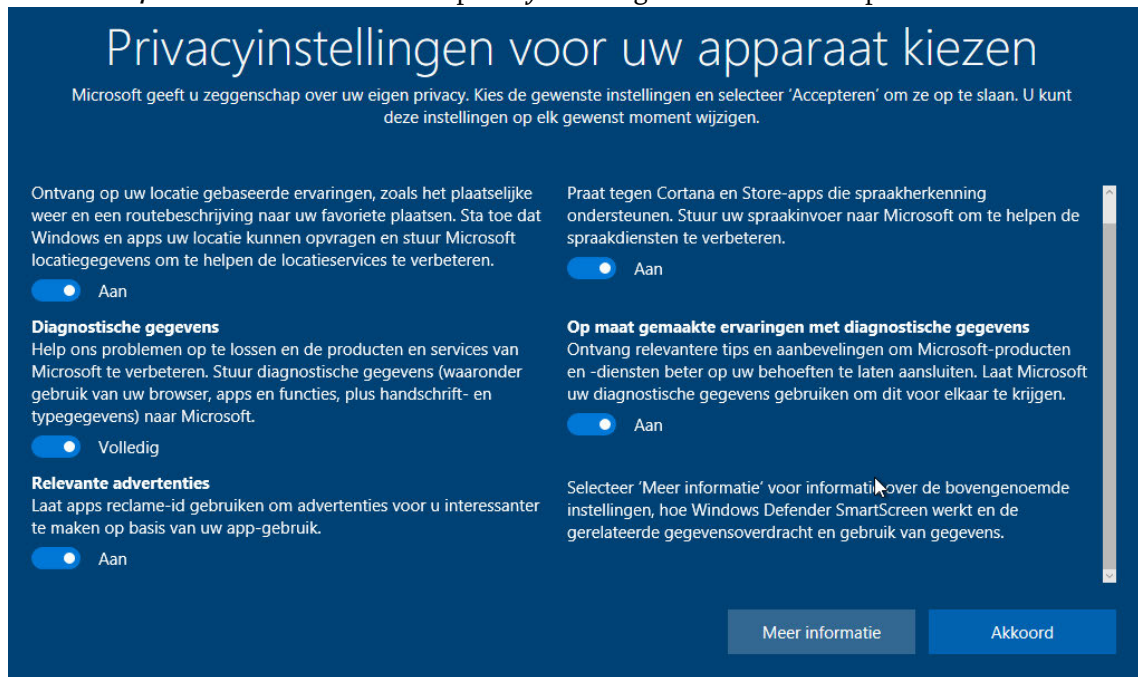 Privacyinstellingen voor uw apparaat kiezen
Microsoft geeft u zeggenschap over uw eigen privacy. Kies de gewenste instellingen en selecteer ‘Accepteren’ om ze op te slaan. U kunt
deze instellingen op elk gewenst moment wijzigen.
Ontvang op uw locatie gebaseerde ervaringen, zoals het plaatselijke
weer en een routebeschrijving naar uw favoriete plaatsen. Sta toe dat
Windows en apps uw locatie kunnen opvragen en stuur Microsoft
locatiegegevens om te helpen de locatieservices te verbeteren.
Aan
Diagnostische gegevens
Help ons problemen op te lossen en de producten en services van
Microsoft te verbeteren. Stuur diagnostische gegevens (waaronder
gebruik van uw browser, apps en functies, plus handschrift- en
typegegevens) naar Microsoft.
Volledig
Relevante advertenties
Laat apps reclame-id gebruiken om advertenties voor u interessanter
te maken op basis van uw app-gebruik.
Aan
Praat tegen Cortana en Store-apps die spraakherkenning
ondersteunen. Stuur uw spraakinvoer naar Microsoft om te helpen de
spraakdiensten te verbeteren.
Aan
Op maat gemaakte ervaringen met diagnostische gegevens
Ontvang relevantere tips en aanbevelingen om Microsoft-producten
en -diensten beter op uw behoeften te laten aansluiten. Laat Microsoft
uw diagnostische gegevens gebruiken om dit voor elkaar te krijgen.
Aan
Selecteer ‘Meer informatie’ voor informatie over de bovengenoemde
instellingen, hoe Windows Defender SmartScreen werkt en de
gerelateerde gegevensoverdracht en gebruik van gegevens.
Meer informatie
Akkoord